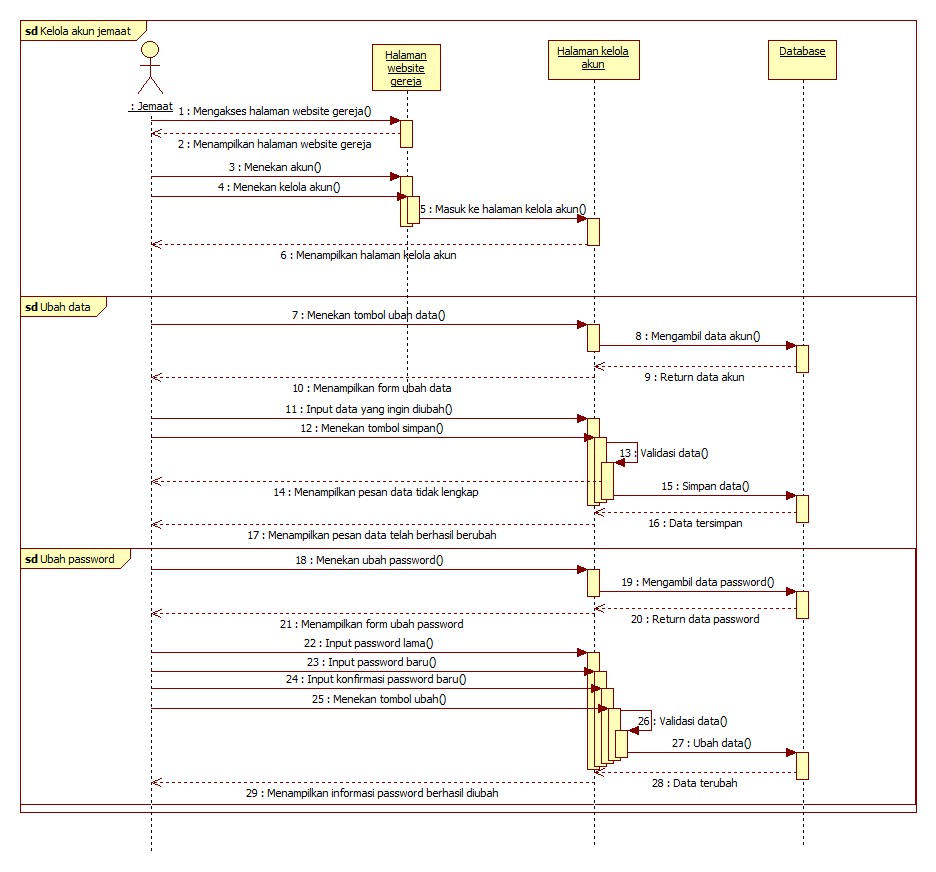 sd Kelola akun jemaat
Halaman
website
gereja
Halaman kelola
akun
Database
: Jemaat
1 : Mengakses halaman website gereja()
2 : Menampilkan halaman website gereja
3 : Menekan akun()
4 : Menekan kelola akun()
5 : Masuk ke halaman kelola akun()
6 : Menampilkan halaman kelola akun
sd Ubah data
7 : Menekan tombol ubah data()
8 : Mengambil data akun()
9 : Return data akun
10 : Menampilkan form ubah data
11 : Input data yang ingin diubah()
12 : Menekan tombol simpan()
13 : Validasi data()
14 : Menampilkan pesan data tidak lengkap
15 : Simpan data()
16 : Data tersimpan
17 : Menampilkan pesan data telah berhasil berubah
sd Ubah password
18 : Menekan ubah password()
19 : Mengambil data password()
20 : Return data password
21 : Menampilkan form ubah password
22 : Input password lama()
23 : Input password baru()
24 : Input konfirmasi password baru()
25 : Menekan tombol ubah()
26 : Validasi data()
27 : Ubah data()
28 : Data terubah
29 : Menampilkan informasi password berhasil diubah